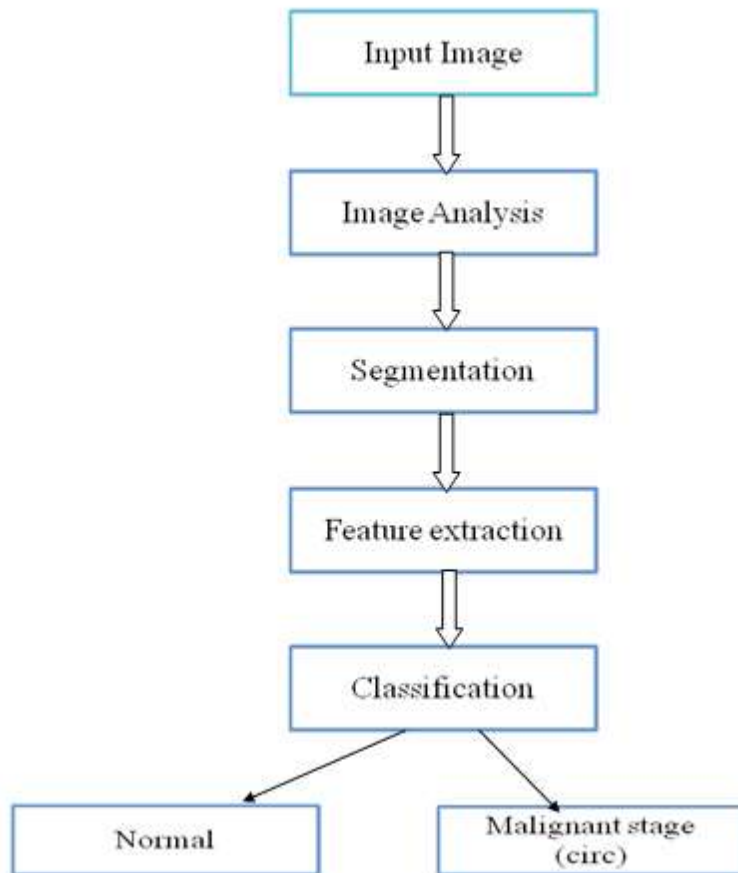 Input Image
Image Analysis
Segmentation
Feature extraction
Classification
Normal
Malignant stage
(circ)